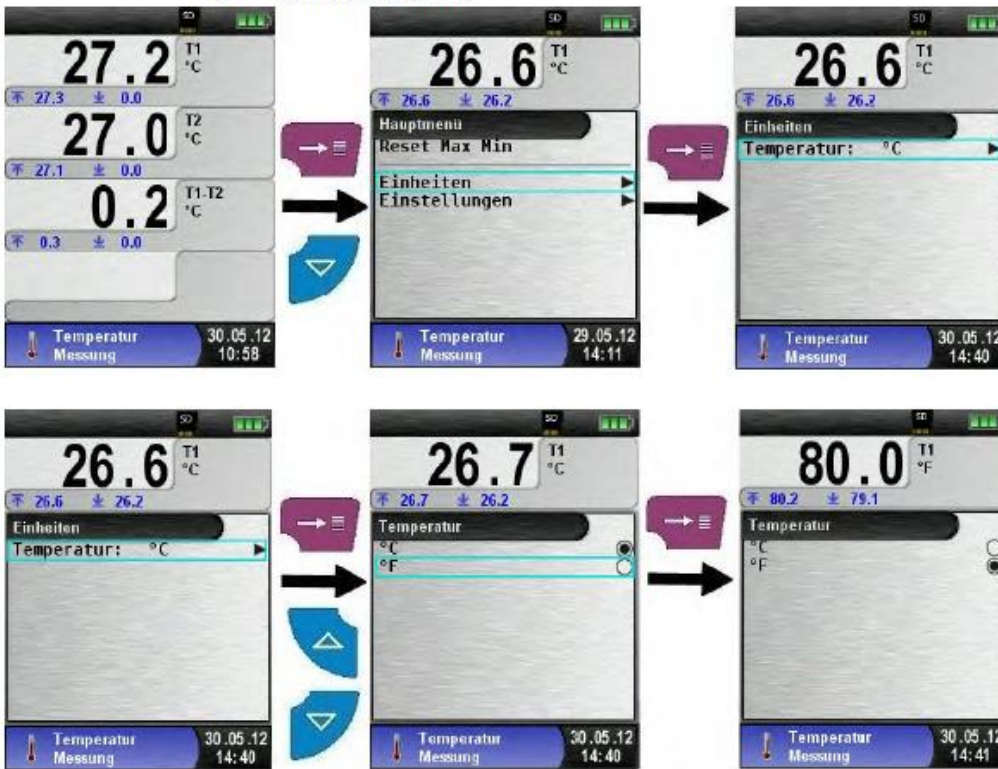 SD
27.2 T1 °C
27.3 0.0
27.0 T2 °C
27.1 0.0
0.2 T1-T2 °C
0.3 0.0
Temperatur 30.05.12
Messung 10:58
SD
26.6 T1 °C
26.6 26.2
Hauptmenü
Reset Max Min
Einheiten
Einstellungen
Temperatur 29.05.12
Messung 14:11
SD
26.6 T1 °C
26.6 26.2
Einheiten
Temperatur: °C
Temperatur 30.05.12
Messung 14:40
SD
26.6 T1 °C
26.6 26.2
Einheiten
Temperatur: °C
Temperatur 30.05.12
Messung 14:40
SD
26.7 T1 °C
26.7 26.2
Temperatur
°C
°F
Temperatur 30.05.12
Messung 14:40
SD
80.0 T1 °F
80.2 79.1
Temperatur
°C
°F
Temperatur 30.05.12
Messung 14:41